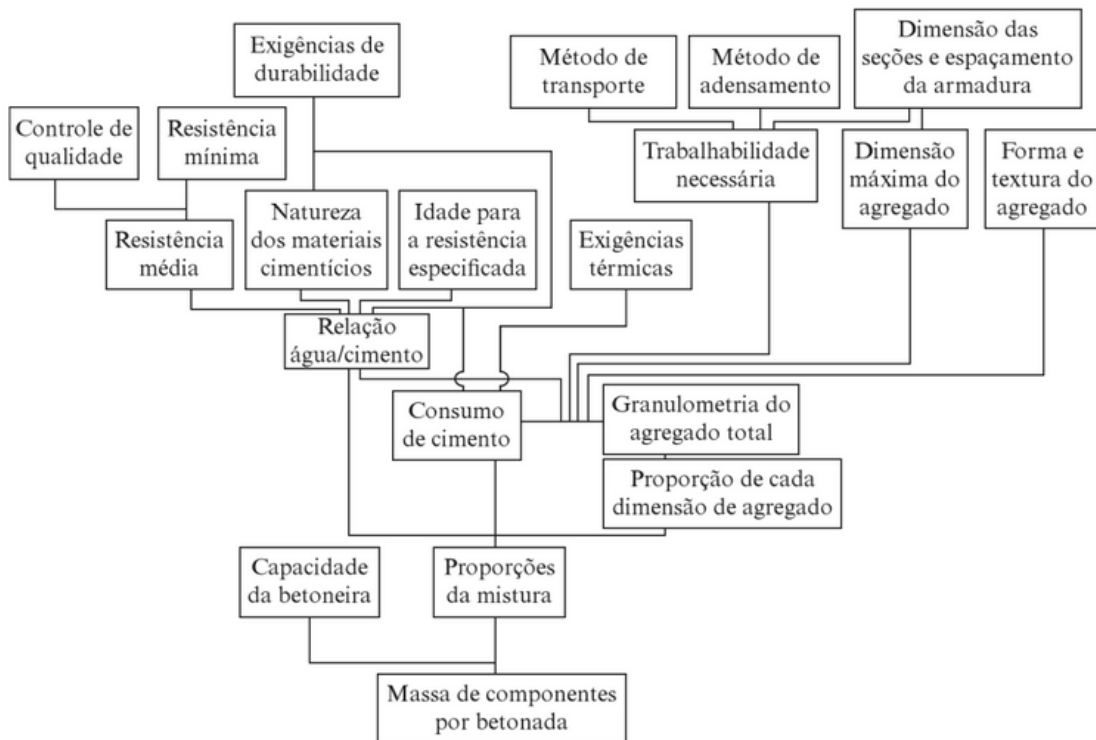 Exigências de
durabilidade
Método de
transporte
Método de
adensamento
Dimensão das
seções e espaçamento
da armadura
Controle de
qualidade
Resistência
mínima
Trabalhabilidade
necessária
Dimensão
máxima do
agregado
Forma e
textura do
agregado
Resistência
média
Natureza
dos materiais
cimentícios
Idade para
a resistência
especificada
Exigências
térmicas
Relação
água/cimento
Consumo
de cimento
Granulometria do
agregado total
Proporção de cada
dimensão de agregado
Capacidade
da betoneira
Proporções
da mistura
Massa de componentes
por betonada